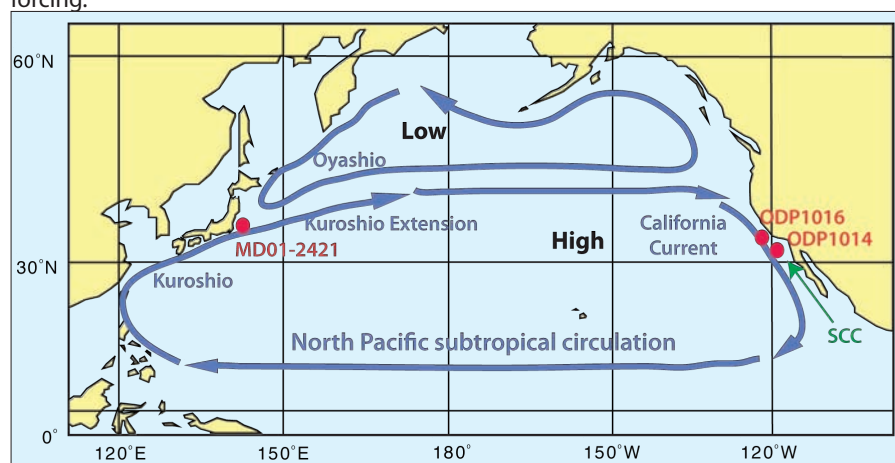 forcing.
60°N
Low
Oyashio
Kuroshio Extension
California
Current
ODP1016
ODP1014
MD01-2421
High
30°N
Kuroshio
North Pacific subtropical circulation
SCC
0°
120°E
150°E
180°
150°W
120°W